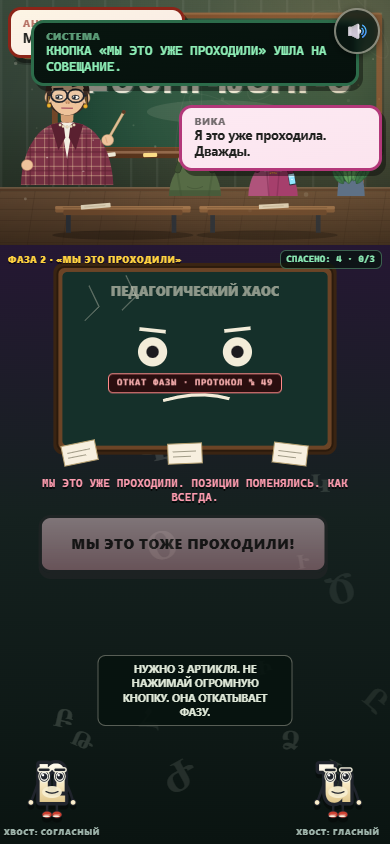 СИСТЕМА
КНОПКА «МЫ ЭТО УЖЕ ПРОХОДИЛИ» УШЛА НА
СОВЕЩАНИЕ.
ВИКА
Я это уже проходила.
Дважды.
ФАЗА 2 · «МЫ ЭТО ПРОХОДИЛИ»
СПАСЕНО: 4 · 0/3
ПЕДАГОГИЧЕСКИЙ ХАОС
ОТКАТ ФАЗЫ · ПРОТОКОЛ % 49
МЫ ЭТО УЖЕ ПРОХОДИЛИ. ПОЗИЦИИ ПОМЕНЯЛИСЬ. КАК
ВСЕГДА.
МЫ ЭТО ТОЖЕ ПРОХОДИЛИ!
НУЖНО 3 АРТИКЛЯ. НЕ
НАЖИМАЙ ОГРОМНУЮ
КНОПКУ. ОНА ОТКАТЫВАЕТ
ФАЗУ.
ХВОСТ: СОГЛАСНЫЙ
ХВОСТ: ГЛАСНЫЙ